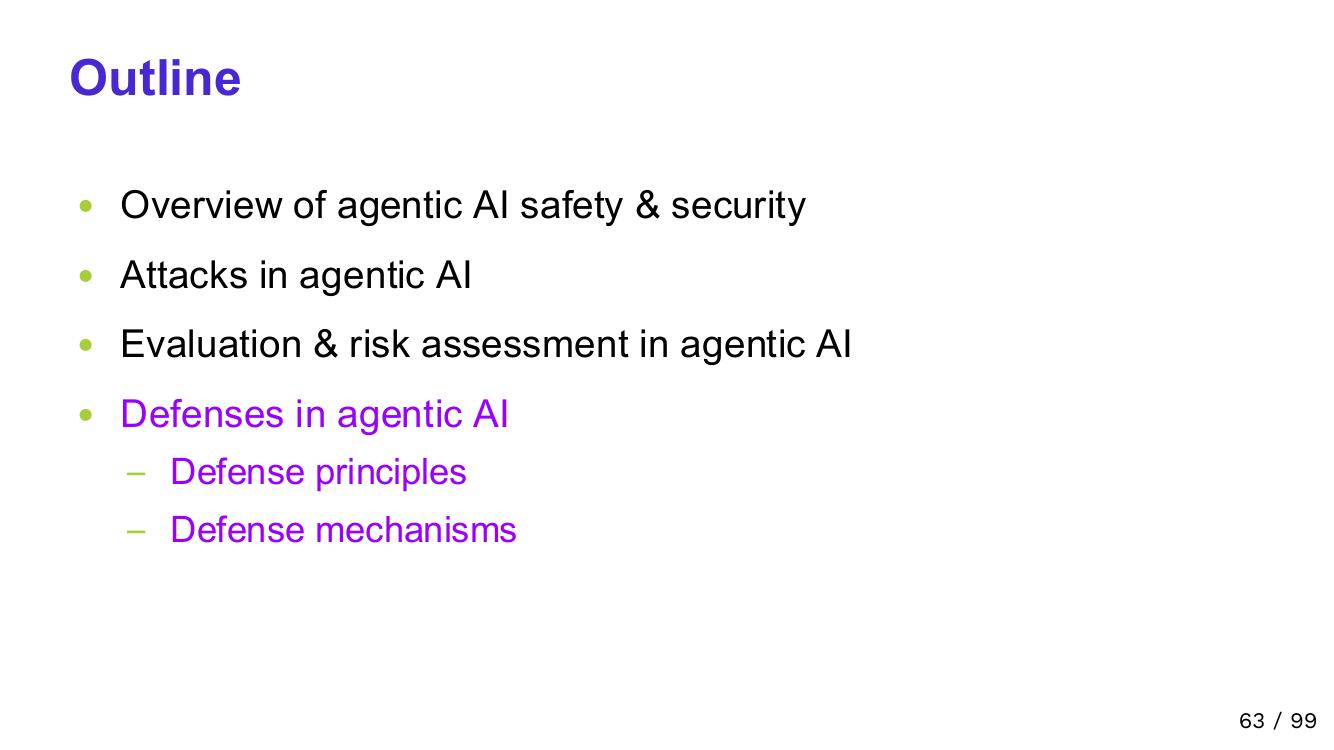 Outline
• Overview of agentic AI safety & security
• Attacks in agentic AI
• Evaluation & risk assessment in agentic AI
• Defenses in agentic AI
– Defense principles
– Defense mechanisms
63 / 99